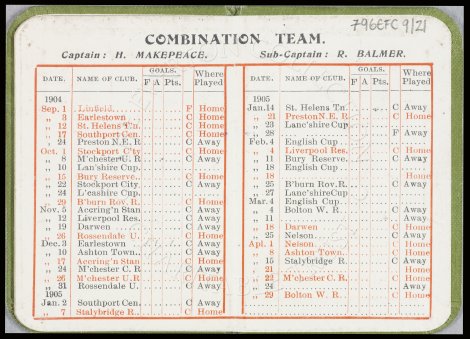 796EFC 9/21
COMBINATION TEAM.
Captain: H. MAKEPEACE. Sub-Captain: R. BALMER.
DATE. NAME OF CLUB. GOALS. F A Pts. Where Played
1904
Sep. 1 Linfield. F Home
„ 3 Earlestown C Home
„ 12 St. Helens Tn. C Home
„ 17 Southport Cen. C Home
„ 24 Preston N.E. R C Away
Oct. 1 Stockport C'ty C Home
„ 8 M'chester U. R C Away
„ 10 Lan'shire Cup.
„ 15 Bury Reserve C Home
„ 22 Stockport City C Away
„ 24 L'cashire Cup.
„ 29 B'burn Rov. R. C Home
Nov. 5 Accring'n Stan C Away
„ 12 Liverpool Res. C Away
„ 19 Darwen C Away
„ 26 Rossendale U. C Home
Dec. 3 Earlestown C Away
„ 10 Ashton Town. C Away
„ 17 Accring'n Stan C Home
„ 24 M'chester C. R C Away
„ 26 M'chester U. R. C Home
„ 31 Rossendale U. C Away
1905
Jan. 2 Southport Cen. C Away
„ 7 Stalybridge R. C Home
DATE. NAME OF CLUB. GOALS. F A Pts. Where Played
1905
Jan. 14 St. Helens Tn. C Away
„ 21 Preston N.E. R C Home
„ 23 Lanc'shire Cup
„ 28 F Away
Feb. 4 English Cup
„ 4 Liverpool Res. C Home
„ 11 Bury Reserve. C Away
„ 18 English Cup
„ 18 Home
„ 25 B'burn Rov. R. C Away
„ 27 Lanc'shire Cup
Mar. 4 English Cup
„ 4 Bolton W. R C Away
„ 11 Away
„ 18 Darwen C Home
„ 25 Nelson C Away
Apl. 1 Nelson C Home
„ 8 Ashton Town C Home
„ 15 Stalybridge R C Away
„ 21 Home
„ 22 M'chester C. R. C Home
„ 24 Away
„ 29 Bolton W. R C Home